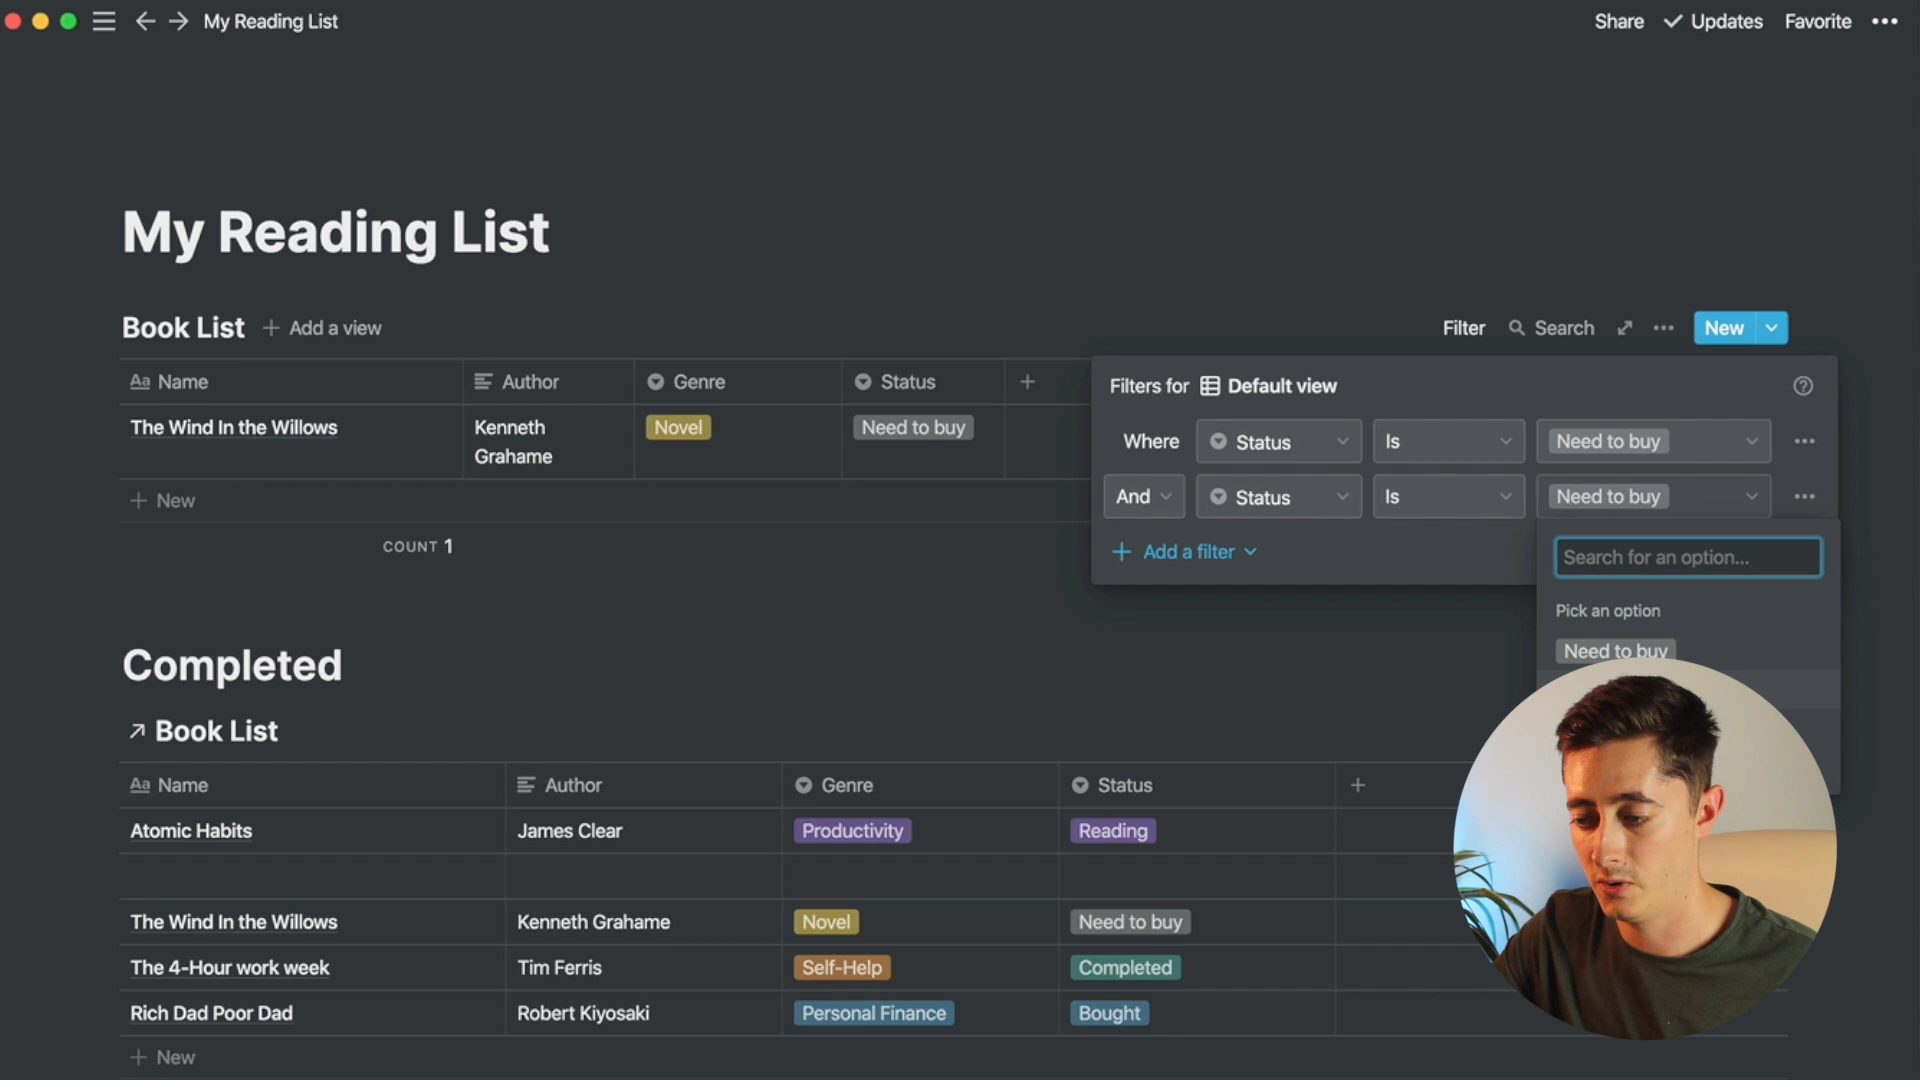 My Reading List
Share Updates Favorite
My Reading List
Book List Add a view
Filter Search New
Aa Name Author Genre Status
The Wind In the Willows Kenneth Grahame Novel Need to buy
New
COUNT 1
Filters for Default view
Where Status Is Need to buy
And Status Is Need to buy
Add a filter
Search for an option...
Pick an option
Need to buy
Completed
Book List
Aa Name Author Genre Status
Atomic Habits James Clear Productivity Reading
The Wind In the Willows Kenneth Grahame Novel Need to buy
The 4-Hour work week Tim Ferris Self-Help Completed
Rich Dad Poor Dad Robert Kiyosaki Personal Finance Bought
New